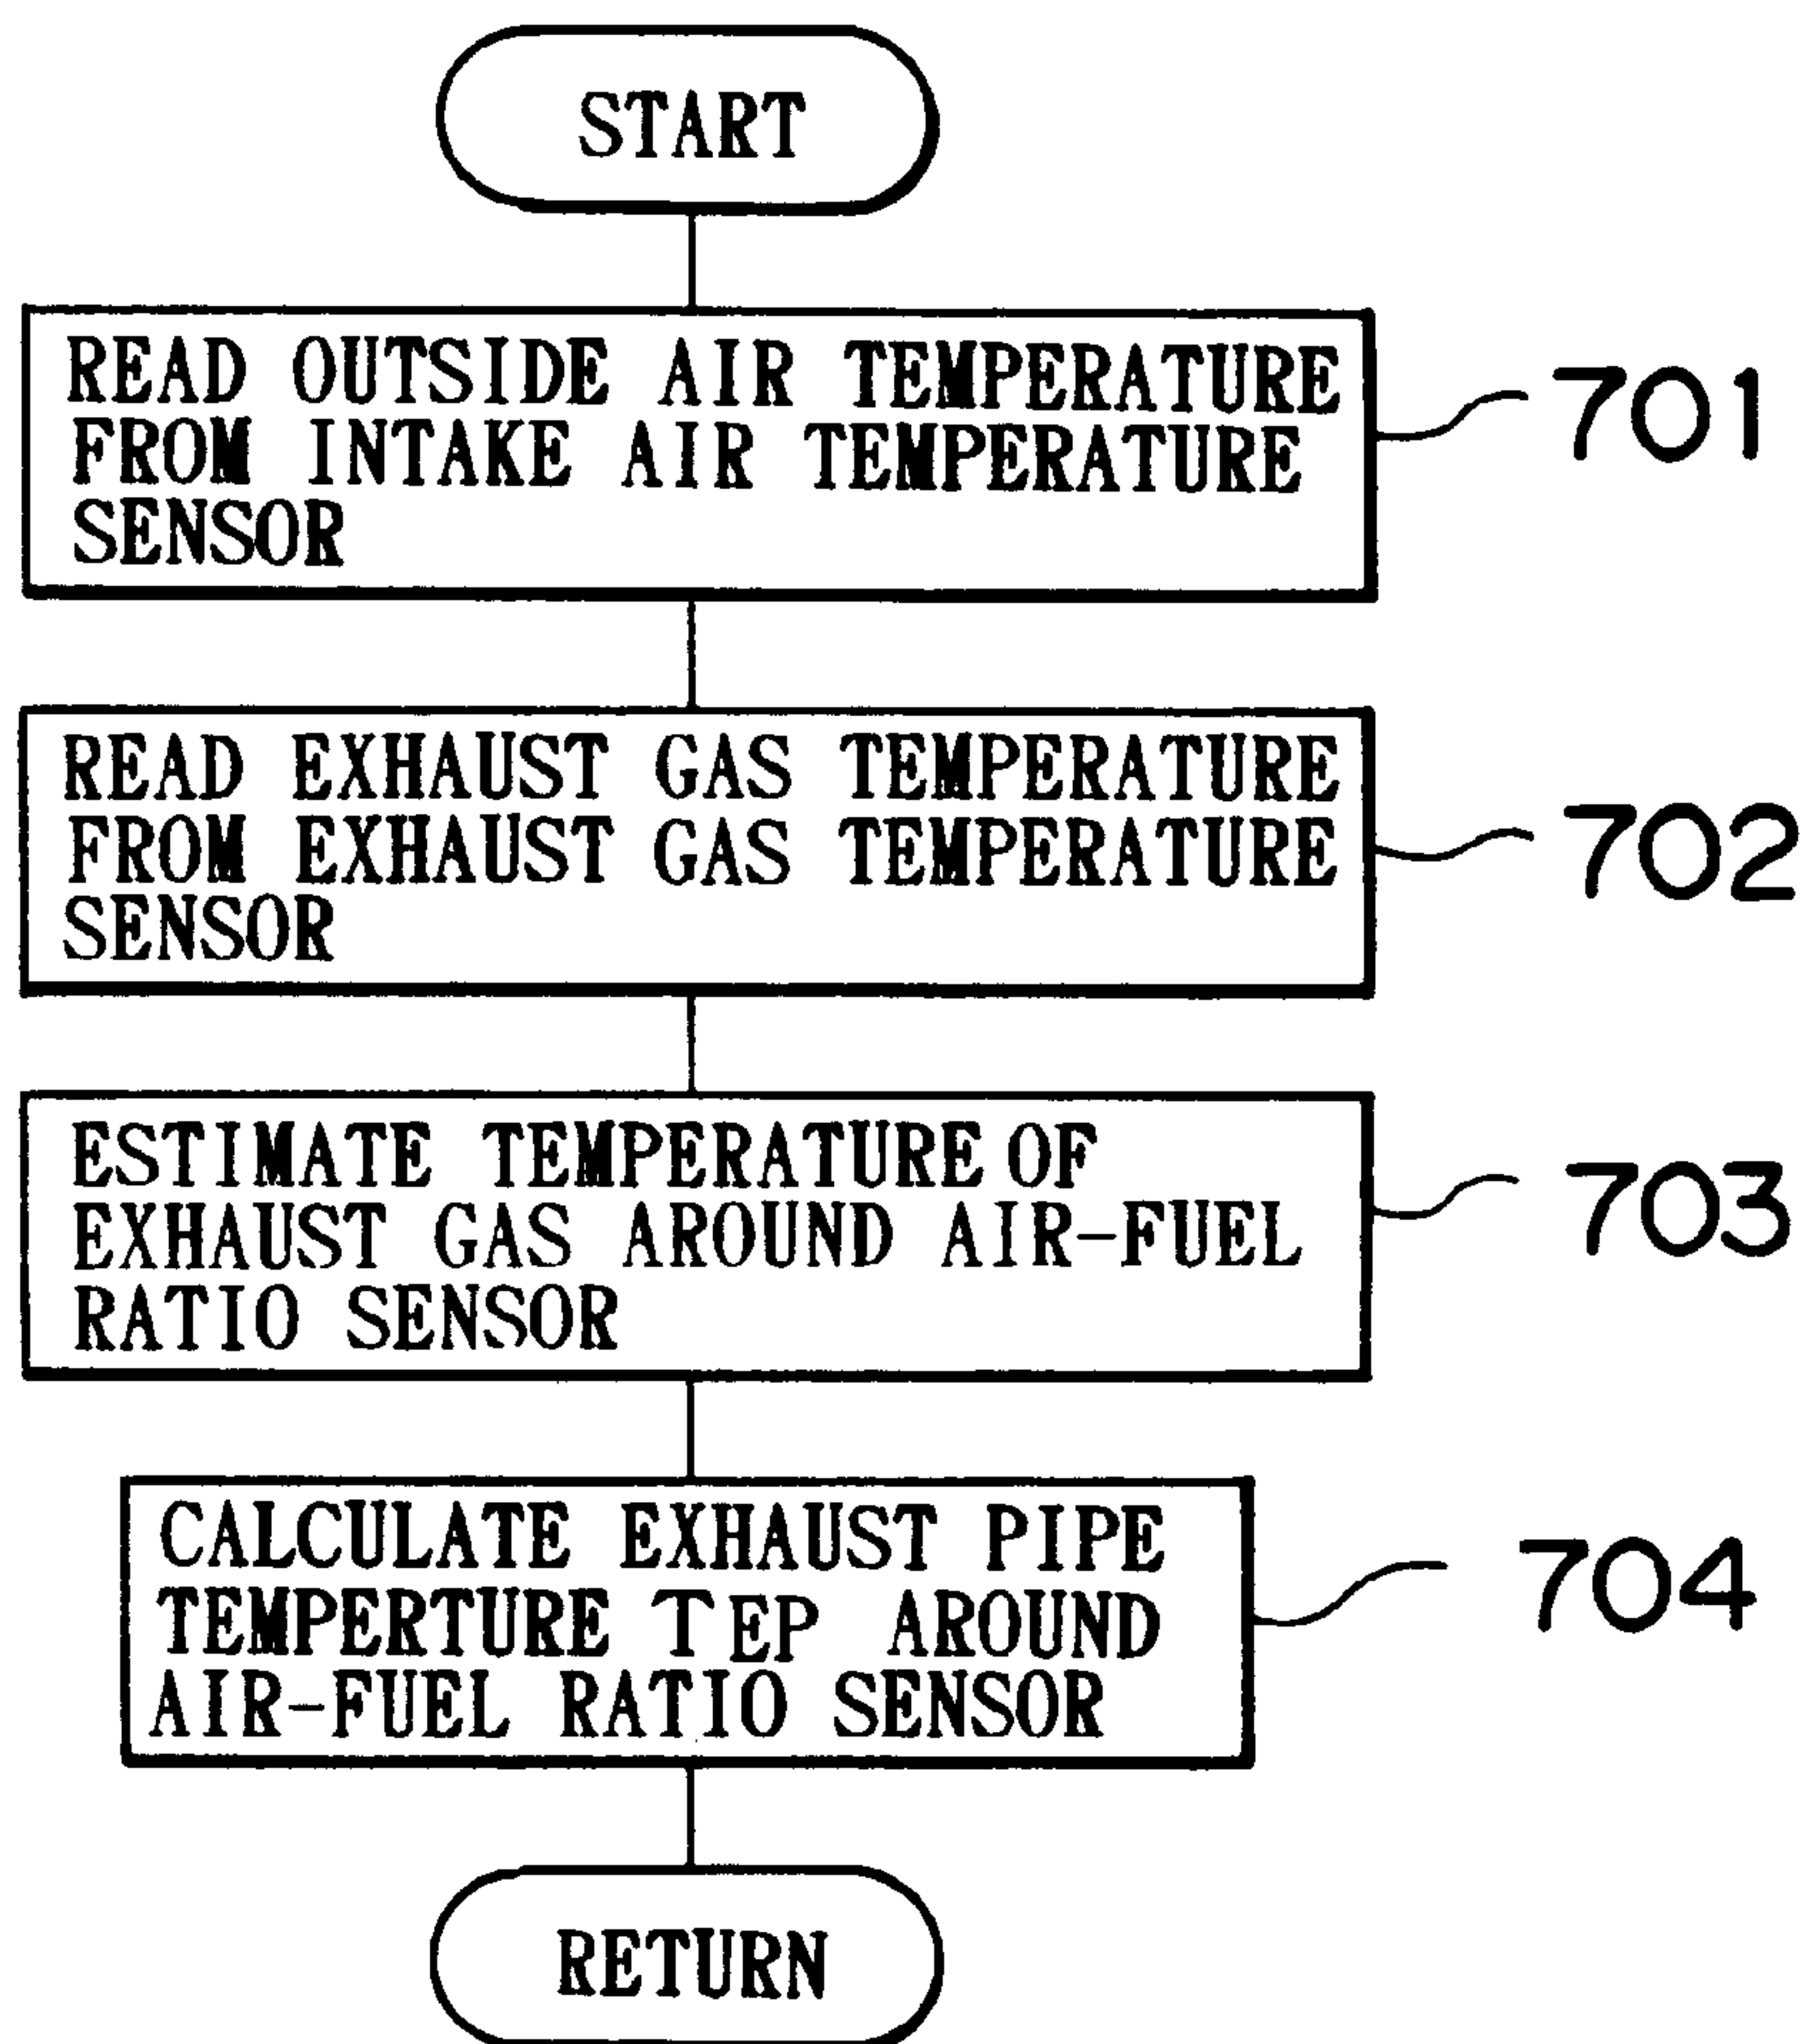 START
READ OUTSIDE AIR TEMPERATURE
FROM INTAKE AIR TEMPERATURE
SENSOR
701
READ EXHAUST GAS TEMPERATURE
FROM EXHAUST GAS TEMPERATURE
SENSOR
702
ESTIMATE TEMPERATURE OF
EXHAUST GAS AROUND AIR-FUEL
RATIO SENSOR
703
CALCULATE EXHAUST PIPE
TEMPERTURE TEP AROUND
AIR-FUEL RATIO SENSOR
704
RETURN